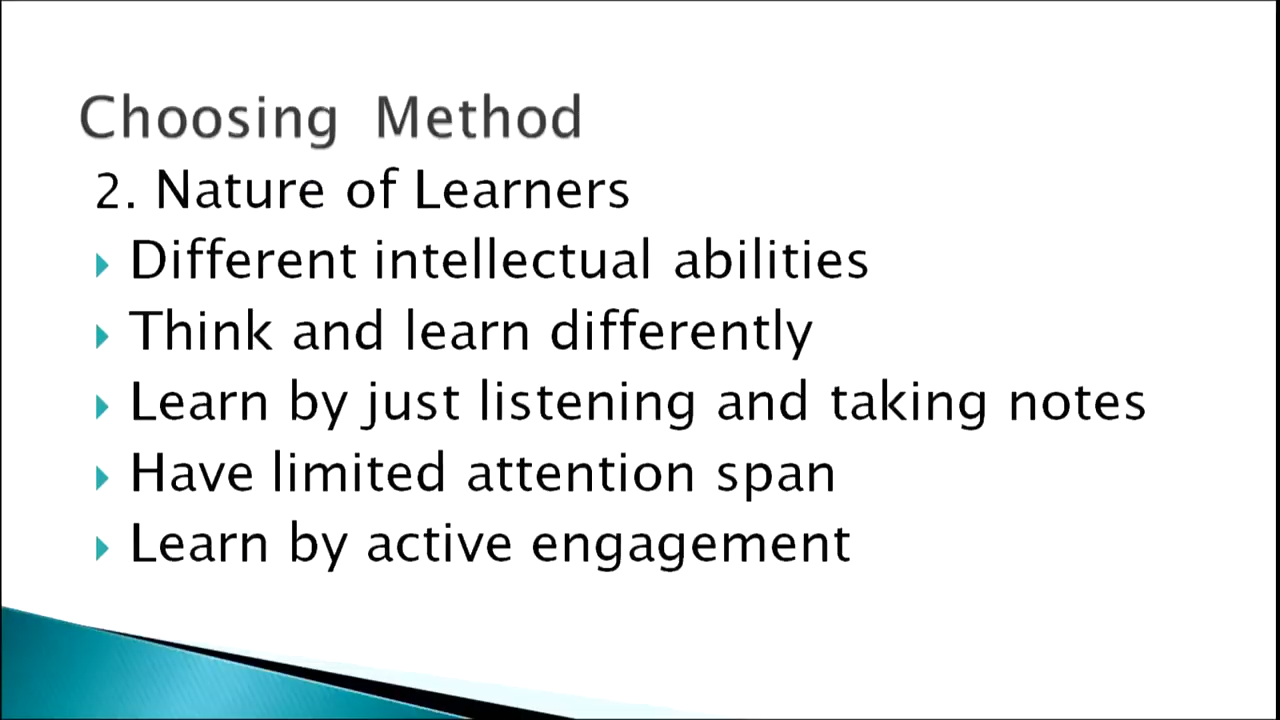 Choosing Method
2. Nature of Learners
Different intellectual abilities
Think and learn differently
Learn by just listening and taking notes
Have limited attention span
Learn by active engagement